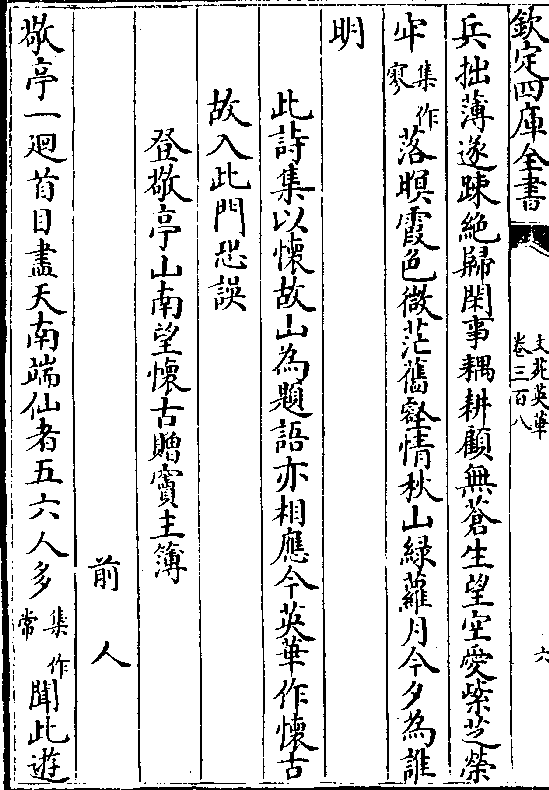 欽定四庫全書
文苑英華
卷三百八
六
兵拙薄遂踈絶歸閑事耦耕顧無蒼生望空愛紫芝榮
牢集作寥落暝霞色微茫舊壑情秋山緑蘿月今夕為誰
明
此詩集以懷故山為題語亦相應今英華作懷古
故入此門恐誤
登敬亭山南望懷古贈竇主簿
前人
敬亭一廻首目盡天南端仙者五六人多集作常聞此遊